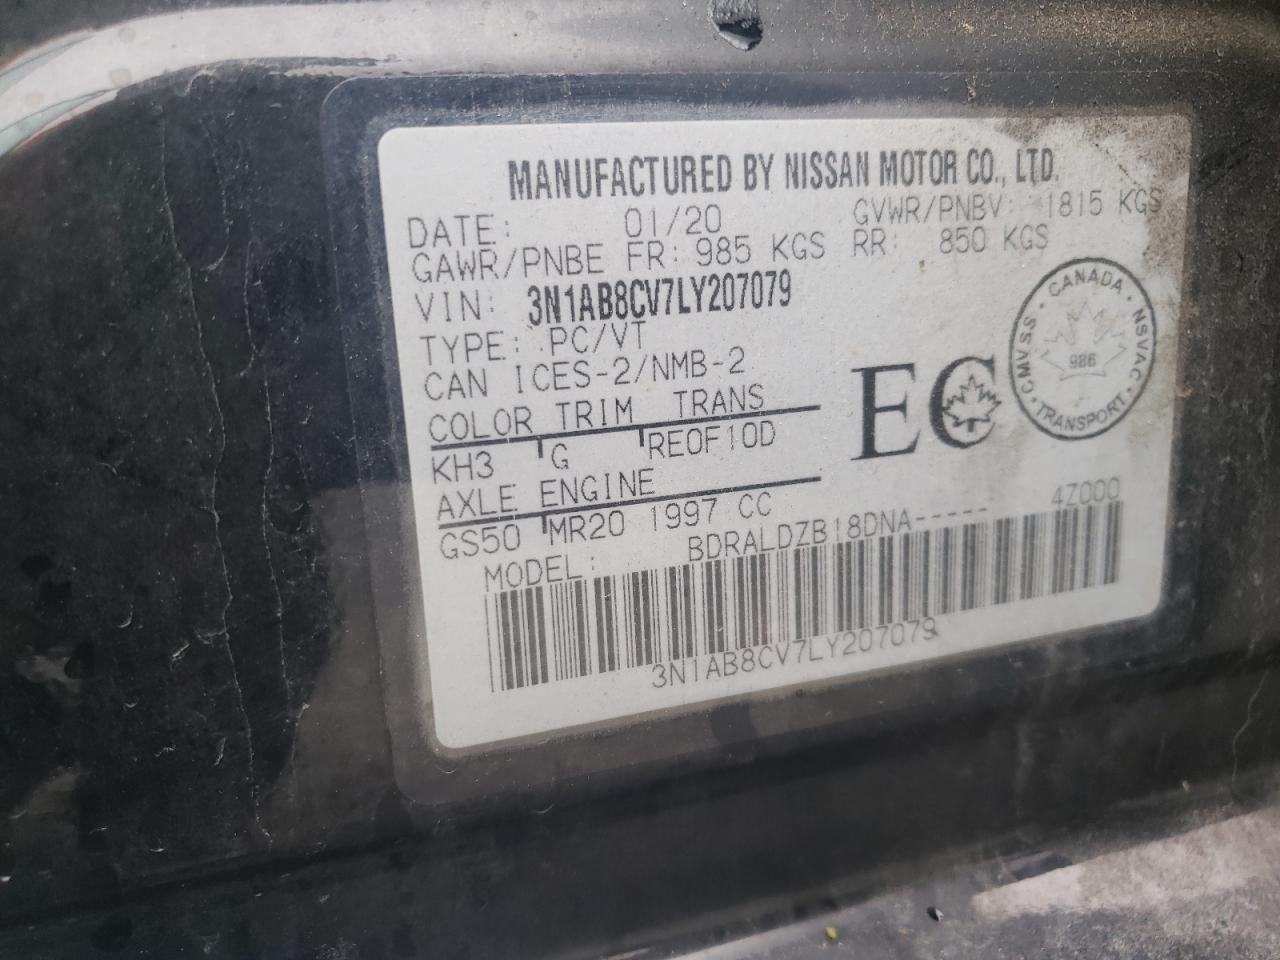 MANUFACTURED BY NISSAN MOTOR CO., LTD.
DATE: 01/20 GVWR/PNBV: 1815 KGS
GAWR/PNBE FR: 985 KGS RR: 850 KGS
VIN: 3N1AB8CV7LY207079
TYPE: PC/VT
CAN ICES-2/NMB-2
COLOR TRIM TRANS
KH3 G RE0F10D
AXLE ENGINE
GS50 MR20 1997 CC
MODEL: BDRALDZB18DNA----- 4Z000
3N1AB8CV7LY207079
EC
CANADA
CMVSS
NSVAC
986
TRANSPORT